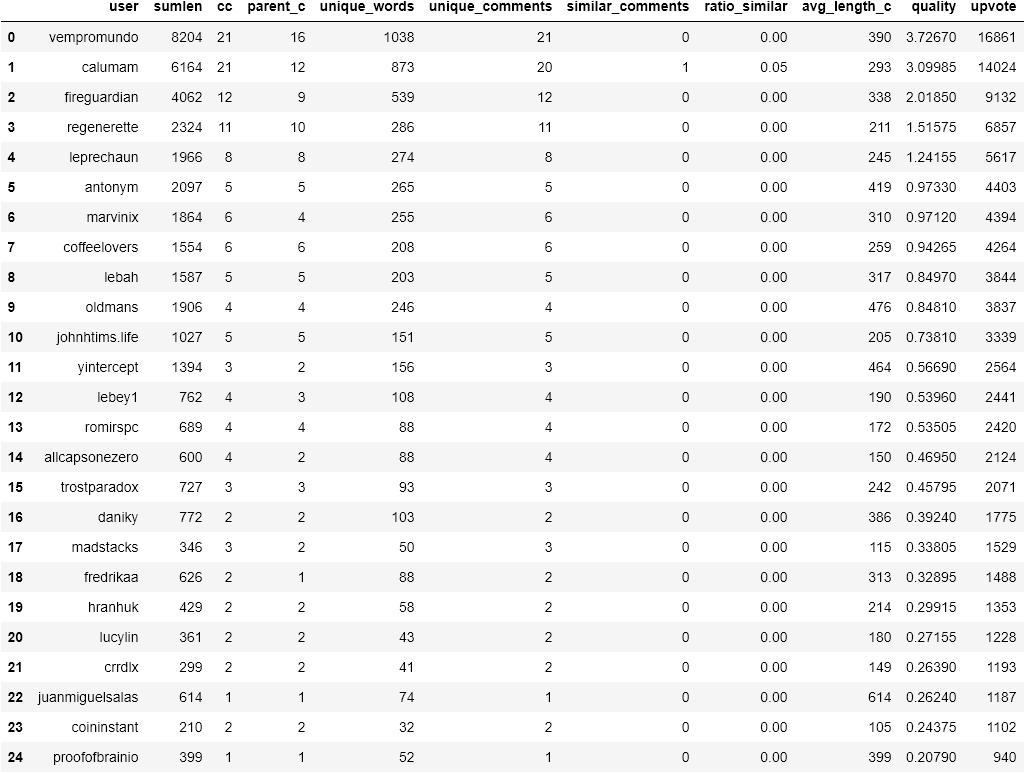 user sumlen cc parent_c unique_words unique_comments similar_comments ratio_similar avg_length_c quality upvote
0 vempromundo 8204 21 16 1038 21 0 0.00 390 3.72670 16861
1 calumam 6164 21 12 873 20 1 0.05 293 3.09985 14024
2 fireguardian 4062 12 9 539 12 0 0.00 338 2.01850 9132
3 regenerette 2324 11 10 286 11 0 0.00 211 1.51575 6857
4 leprechaun 1966 8 8 274 8 0 0.00 245 1.24155 5617
5 antonym 2097 5 5 265 5 0 0.00 419 0.97330 4403
6 marvinix 1864 6 4 255 6 0 0.00 310 0.97120 4394
7 coffeelovers 1554 6 6 208 6 0 0.00 259 0.94265 4264
8 lebah 1587 5 5 203 5 0 0.00 317 0.84970 3844
9 oldmans 1906 4 4 246 4 0 0.00 476 0.84810 3837
10 johnhtims.life 1027 5 5 151 5 0 0.00 205 0.73810 3339
11 yintercept 1394 3 2 156 3 0 0.00 464 0.56690 2564
12 lebey1 762 4 3 108 4 0 0.00 190 0.53960 2441
13 romirspc 689 4 4 88 4 0 0.00 172 0.53505 2420
14 allcapsonezero 600 4 2 88 4 0 0.00 150 0.46950 2124
15 trostparadox 727 3 3 93 3 0 0.00 242 0.45795 2071
16 daniky 772 2 2 103 2 0 0.00 386 0.39240 1775
17 madstacks 346 3 2 50 3 0 0.00 115 0.33805 1529
18 fredrikaa 626 2 1 88 2 0 0.00 313 0.32895 1488
19 hranhuk 429 2 2 58 2 0 0.00 214 0.29915 1353
20 lucylin 361 2 2 43 2 0 0.00 180 0.27155 1228
21 crrdlx 299 2 2 41 2 0 0.00 149 0.26390 1193
22 juanmiguelsalas 614 1 1 74 1 0 0.00 614 0.26240 1187
23 coininstant 210 2 2 32 2 0 0.00 105 0.24375 1102
24 proofofbrainio 399 1 1 52 1 0 0.00 399 0.20790 940